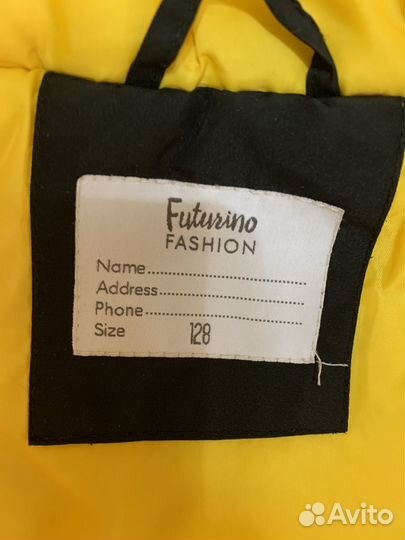 Futurino
FASHION
Name..............................
Address..........................
Phone.............................
Size 128
Avito